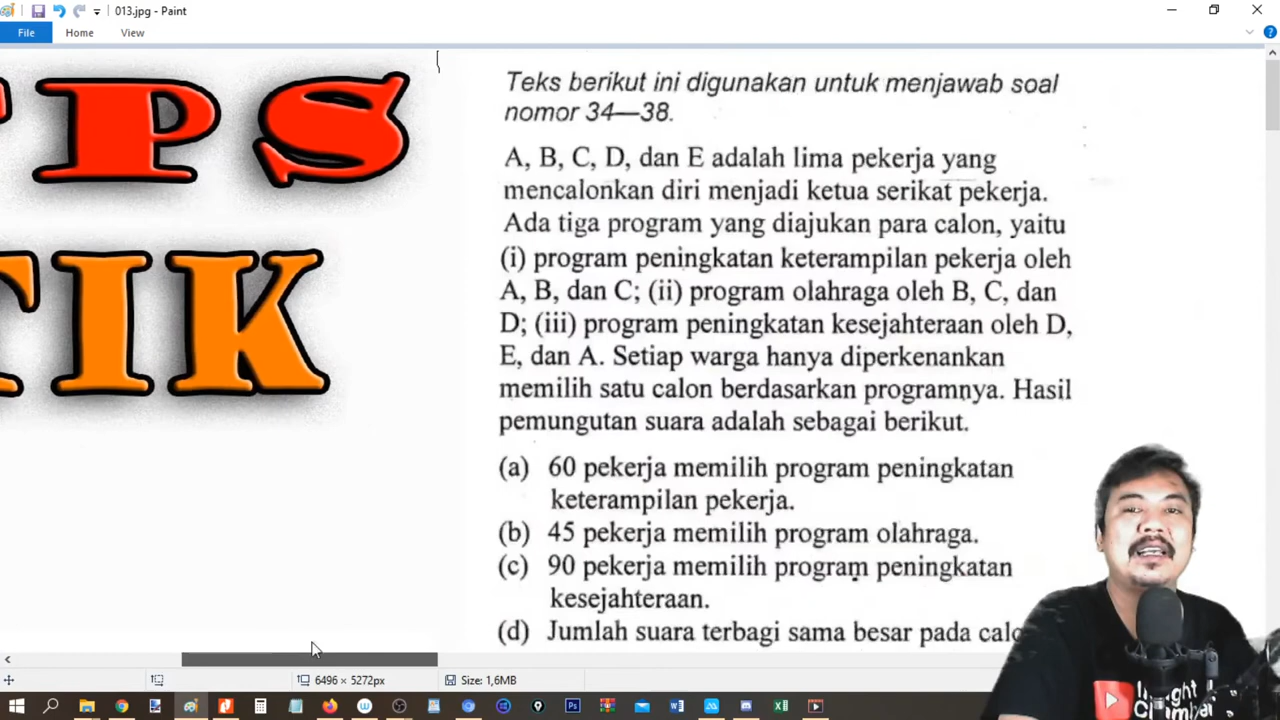 013.jpg - Paint
File Home View
TPS
TIK
Teks berikut ini digunakan untuk menjawab soal
nomor 34—38.
A, B, C, D, dan E adalah lima pekerja yang
mencalonkan diri menjadi ketua serikat pekerja.
Ada tiga program yang diajukan para calon, yaitu
(i) program peningkatan keterampilan pekerja oleh
A, B, dan C; (ii) program olahraga oleh B, C, dan
D; (iii) program peningkatan kesejahteraan oleh D,
E, dan A. Setiap warga hanya diperkenankan
memilih satu calon berdasarkan programnya. Hasil
pemungutan suara adalah sebagai berikut.
(a) 60 pekerja memilih program peningkatan
keterampilan pekerja.
(b) 45 pekerja memilih program olahraga.
(c) 90 pekerja memilih program peningkatan
kesejahteraan.
(d) Jumlah suara terbagi sama besar pada calo
6496 × 5272px Size: 1,6MB